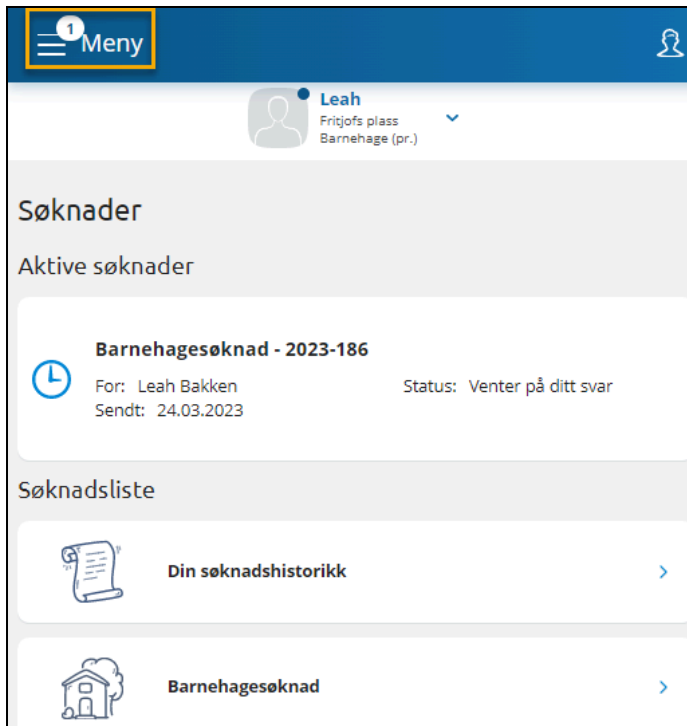 1
Meny
Leah
Fritjofs plass
Barnehage (pr.)
Søknader
Aktive søknader
Barnehagesøknad - 2023-186
For: Leah Bakken Status: Venter på ditt svar
Sendt: 24.03.2023
Søknadsliste
Din søknadshistorikk
Barnehagesøknad